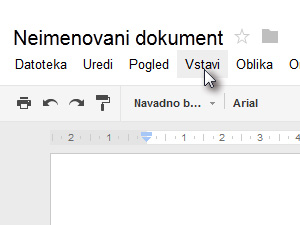 Neimenovani dokument
Datoteka Uredi Pogled Vstavi Oblika
Navadno b... Arial
2 1 1 2 3 4